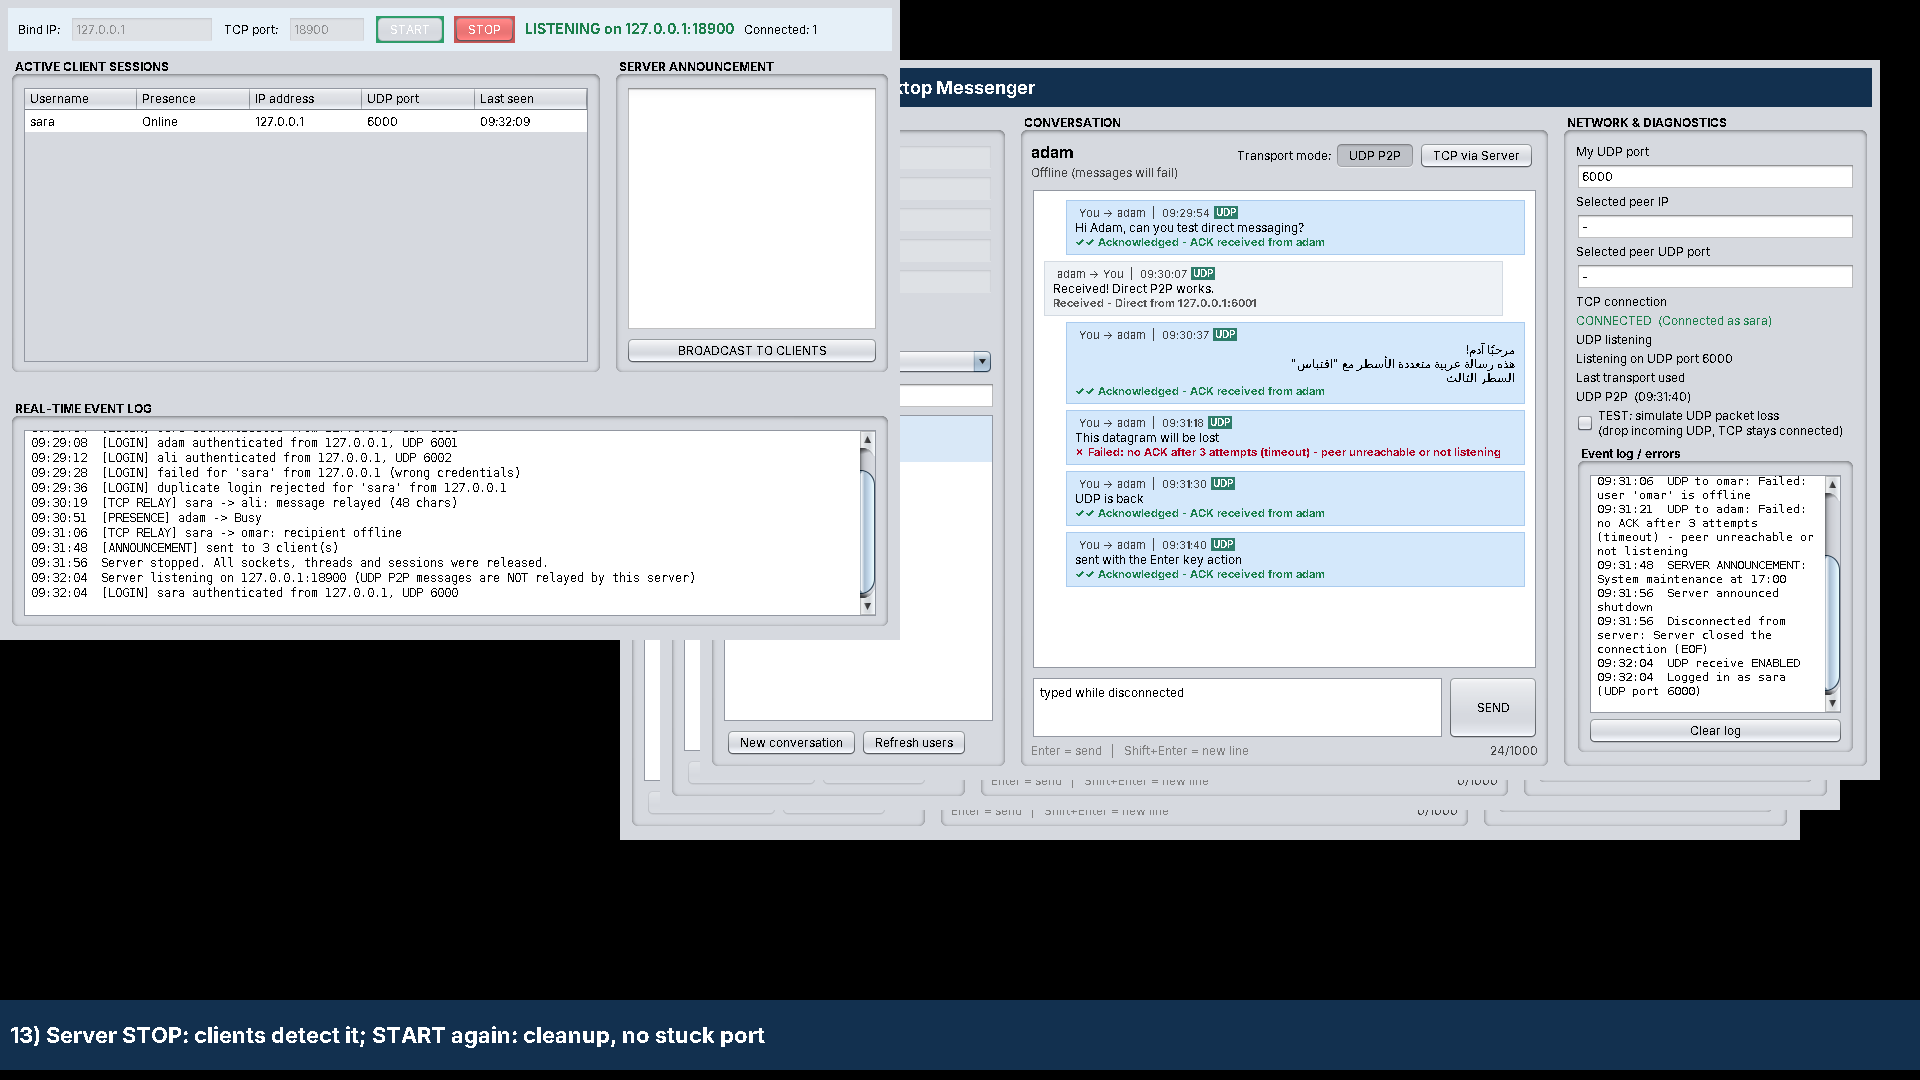 Bind IP: 127.0.0.1 TCP port: 18900 START STOP LISTENING on 127.0.0.1:18900 Connected: 1
ACTIVE CLIENT SESSIONS
Username Presence IP address UDP port Last seen
sara Online 127.0.0.1 6000 09:32:09
SERVER ANNOUNCEMENT
BROADCAST TO CLIENTS
REAL-TIME EVENT LOG
09:29:08 [LOGIN] adam authenticated from 127.0.0.1, UDP 6001
09:29:12 [LOGIN] ali authenticated from 127.0.0.1, UDP 6002
09:29:28 [LOGIN] failed for 'sara' from 127.0.0.1 (wrong credentials)
09:29:36 [LOGIN] duplicate login rejected for 'sara' from 127.0.0.1
09:30:19 [TCP RELAY] sara -> ali: message relayed (48 chars)
09:30:51 [PRESENCE] adam -> Busy
09:31:06 [TCP RELAY] sara -> omar: recipient offline
09:31:48 [ANNOUNCEMENT] sent to 3 client(s)
09:31:56 Server stopped. All sockets, threads and sessions were released.
09:32:04 Server listening on 127.0.0.1:18900 (UDP P2P messages are NOT relayed by this server)
09:32:04 [LOGIN] sara authenticated from 127.0.0.1, UDP 6000
ktop Messenger
New conversation Refresh users
CONVERSATION
adam
Offline (messages will fail)
Transport mode: UDP P2P TCP via Server
You → adam | 09:29:54 UDP
Hi Adam, can you test direct messaging?
✓✓ Acknowledged - ACK received from adam
adam → You | 09:30:07 UDP
Received! Direct P2P works.
Received - Direct from 127.0.0.1:6001
You → adam | 09:30:37 UDP
مرحبًا آدم!
هذه رسالة عربية متعددة الأسطر مع "اقتباس"
السطر الثالث
✓✓ Acknowledged - ACK received from adam
You → adam | 09:31:18 UDP
This datagram will be lost
✕ Failed: no ACK after 3 attempts (timeout) - peer unreachable or not listening
You → adam | 09:31:30 UDP
UDP is back
✓✓ Acknowledged - ACK received from adam
You → adam | 09:31:40 UDP
sent with the Enter key action
✓✓ Acknowledged - ACK received from adam
typed while disconnected
SEND
Enter = send | Shift+Enter = new line 24/1000
NETWORK & DIAGNOSTICS
My UDP port
6000
Selected peer IP
-
Selected peer UDP port
-
TCP connection
CONNECTED (Connected as sara)
UDP listening
Listening on UDP port 6000
Last transport used
UDP P2P (09:31:40)
TEST: simulate UDP packet loss
(drop incoming UDP, TCP stays connected)
Event log / errors
09:31:06 UDP to omar: Failed:
user 'omar' is offline
09:31:21 UDP to adam: Failed:
no ACK after 3 attempts
(timeout) - peer unreachable or
not listening
09:31:48 SERVER ANNOUNCEMENT:
System maintenance at 17:00
09:31:56 Server announced
shutdown
09:31:56 Disconnected from
server: Server closed the
connection (EOF)
09:32:04 UDP receive ENABLED
09:32:04 Logged in as sara
(UDP port 6000)
Clear log
Enter = send | Shift+Enter = new line 0/1000
Enter = send | Shift+Enter = new line 0/1000
13) Server STOP: clients detect it; START again: cleanup, no stuck port